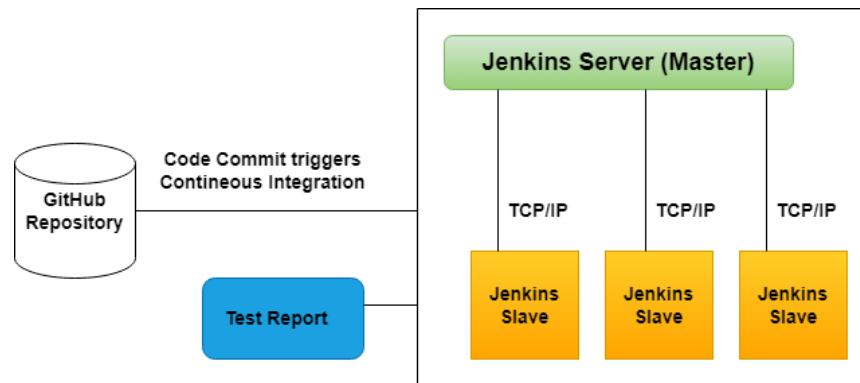 Jenkins Server (Master)
Code Commit triggers
Contineous Integration
GitHub
Repository
TCP/IP
TCP/IP
TCP/IP
Test Report
Jenkins
Slave
Jenkins
Slave
Jenkins
Slave